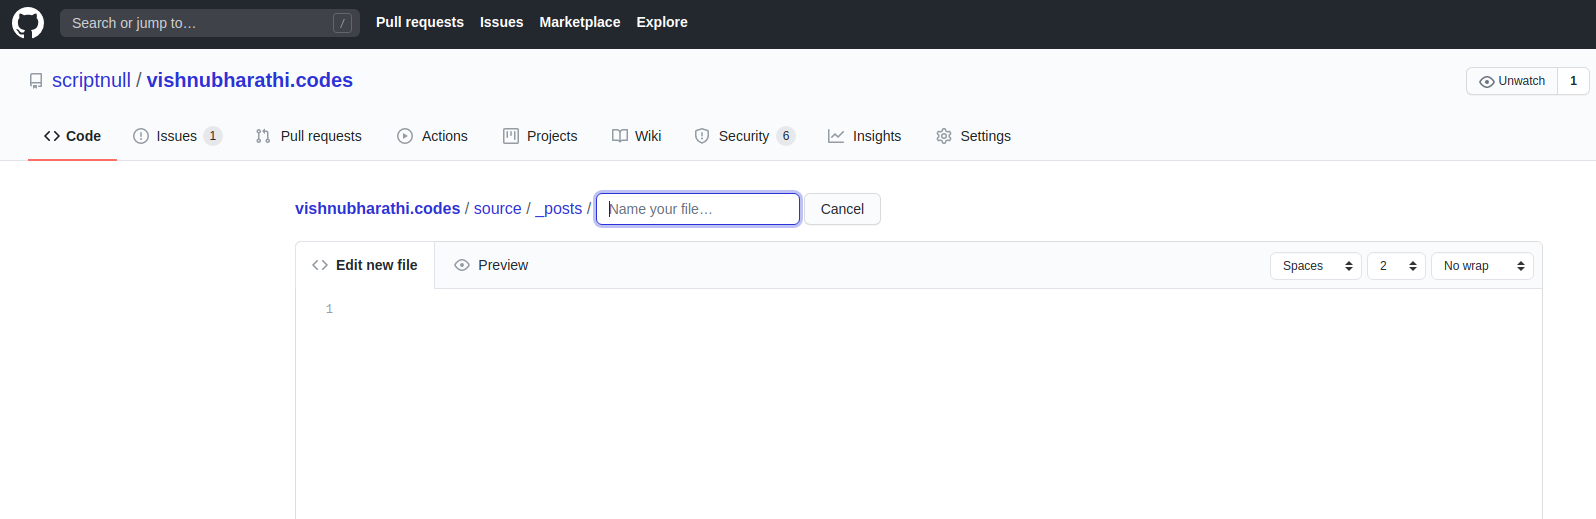 Search or jump to… / Pull requests Issues Marketplace Explore
scriptnull / vishnubharathi.codes Unwatch 1
Code Issues 1 Pull requests Actions Projects Wiki Security 6 Insights Settings
vishnubharathi.codes / source / _posts / Name your file… Cancel
Edit new file Preview Spaces 2 No wrap
1